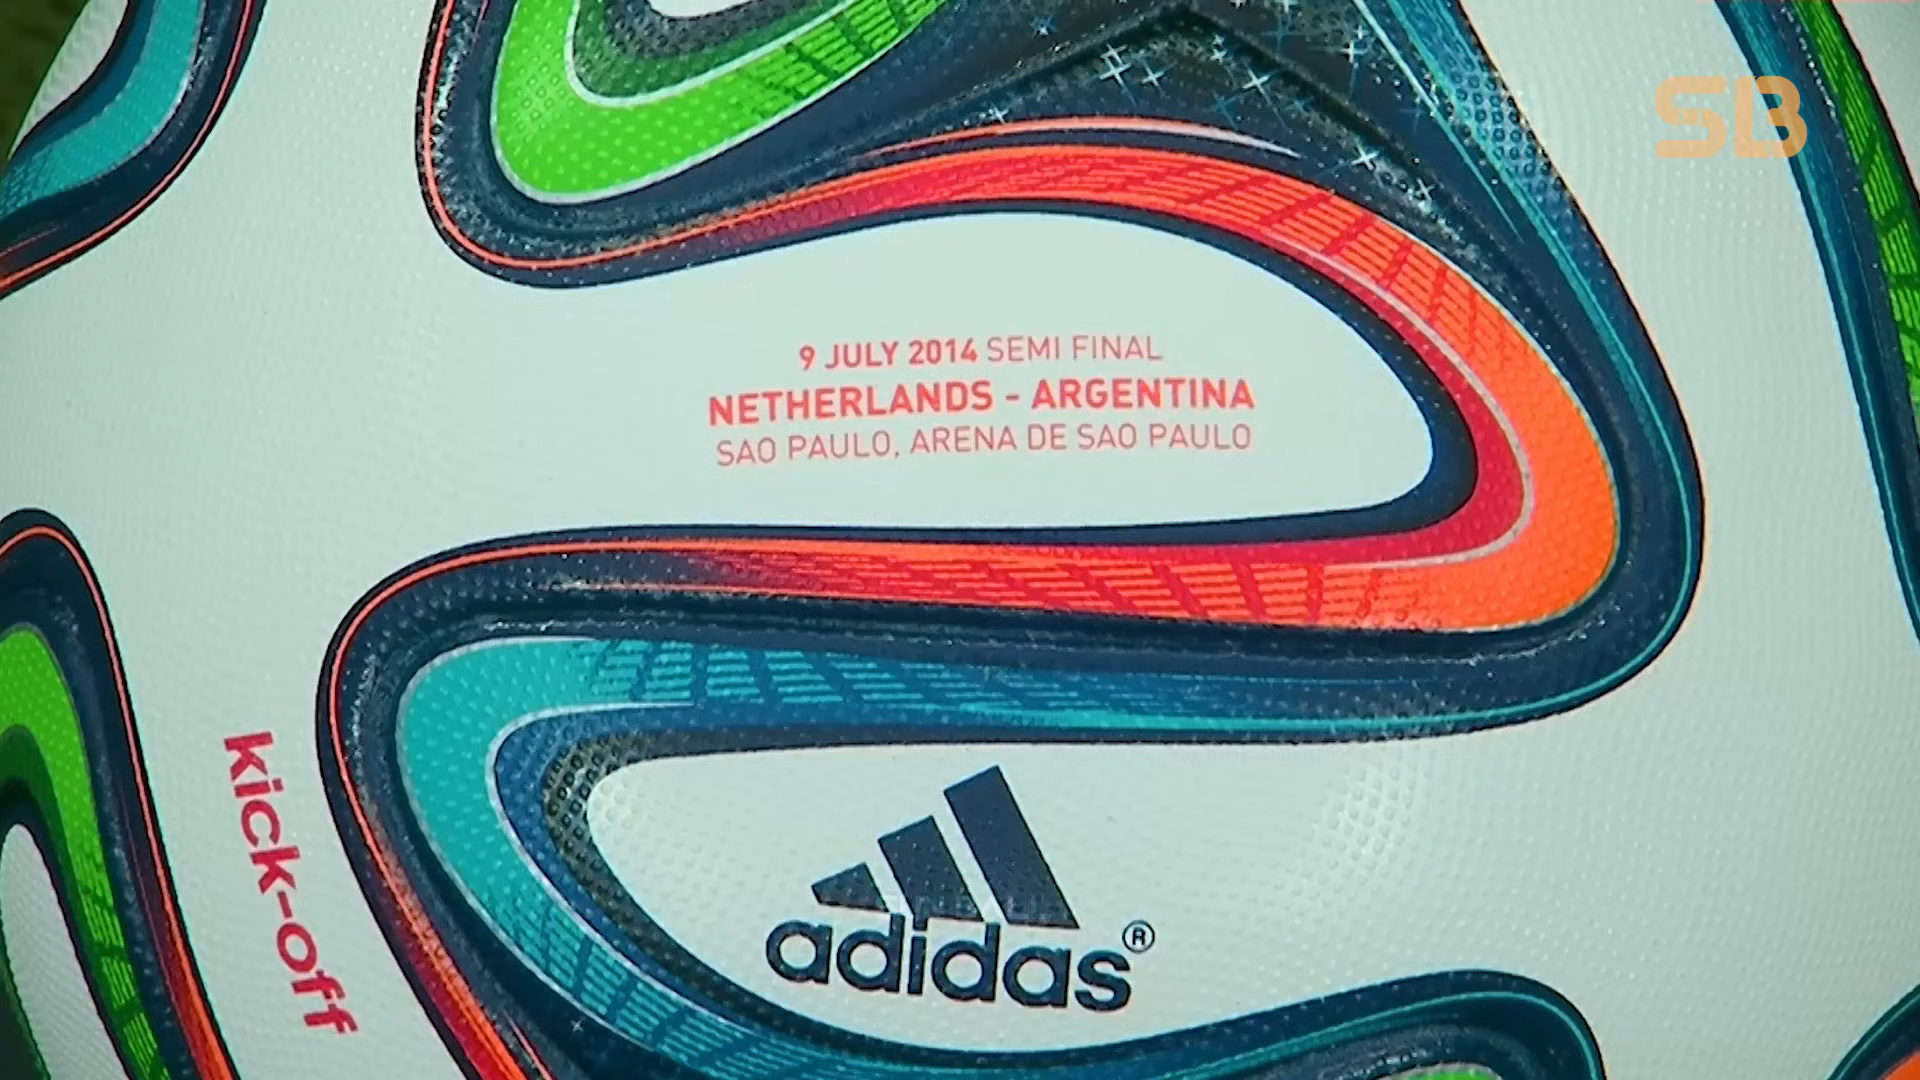 SB
9 JULY 2014 SEMI FINAL
NETHERLANDS - ARGENTINA
SAO PAULO, ARENA DE SAO PAULO
kick-off
adidas®